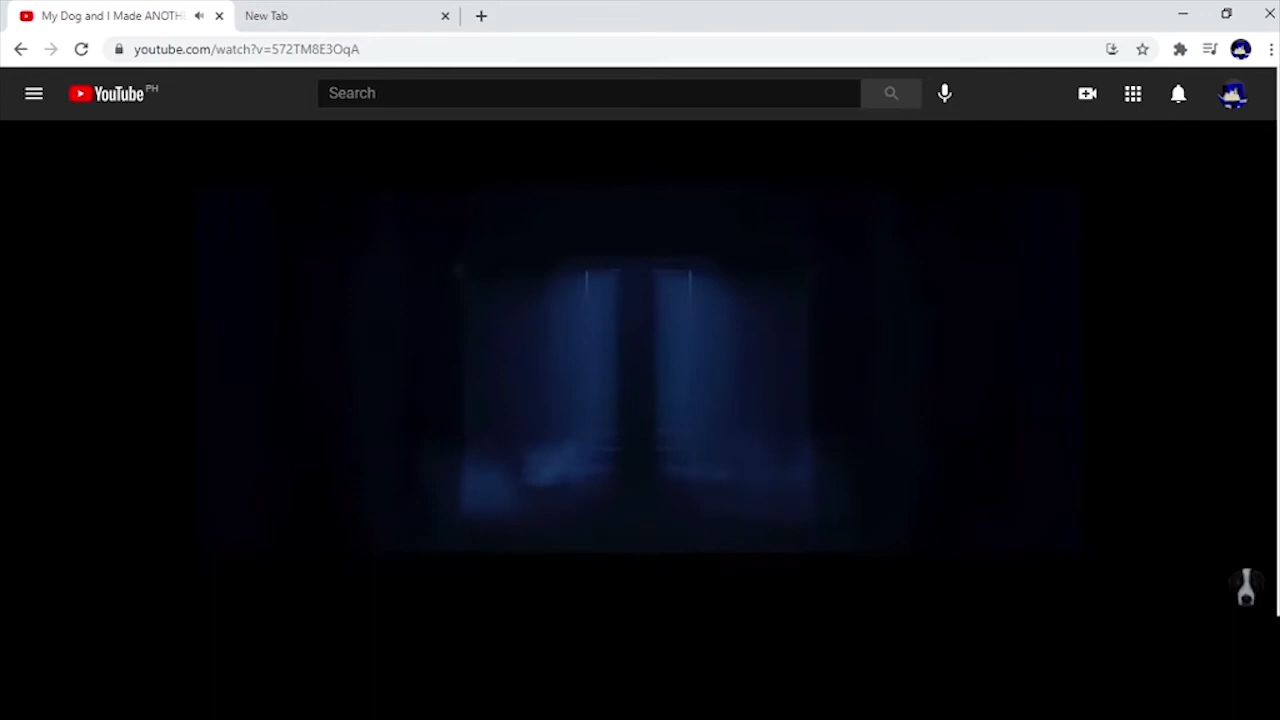 My Dog and I Made ANOTH
New Tab
youtube.com/watch?v=572TM8E3OqA
YouTube PH
Search